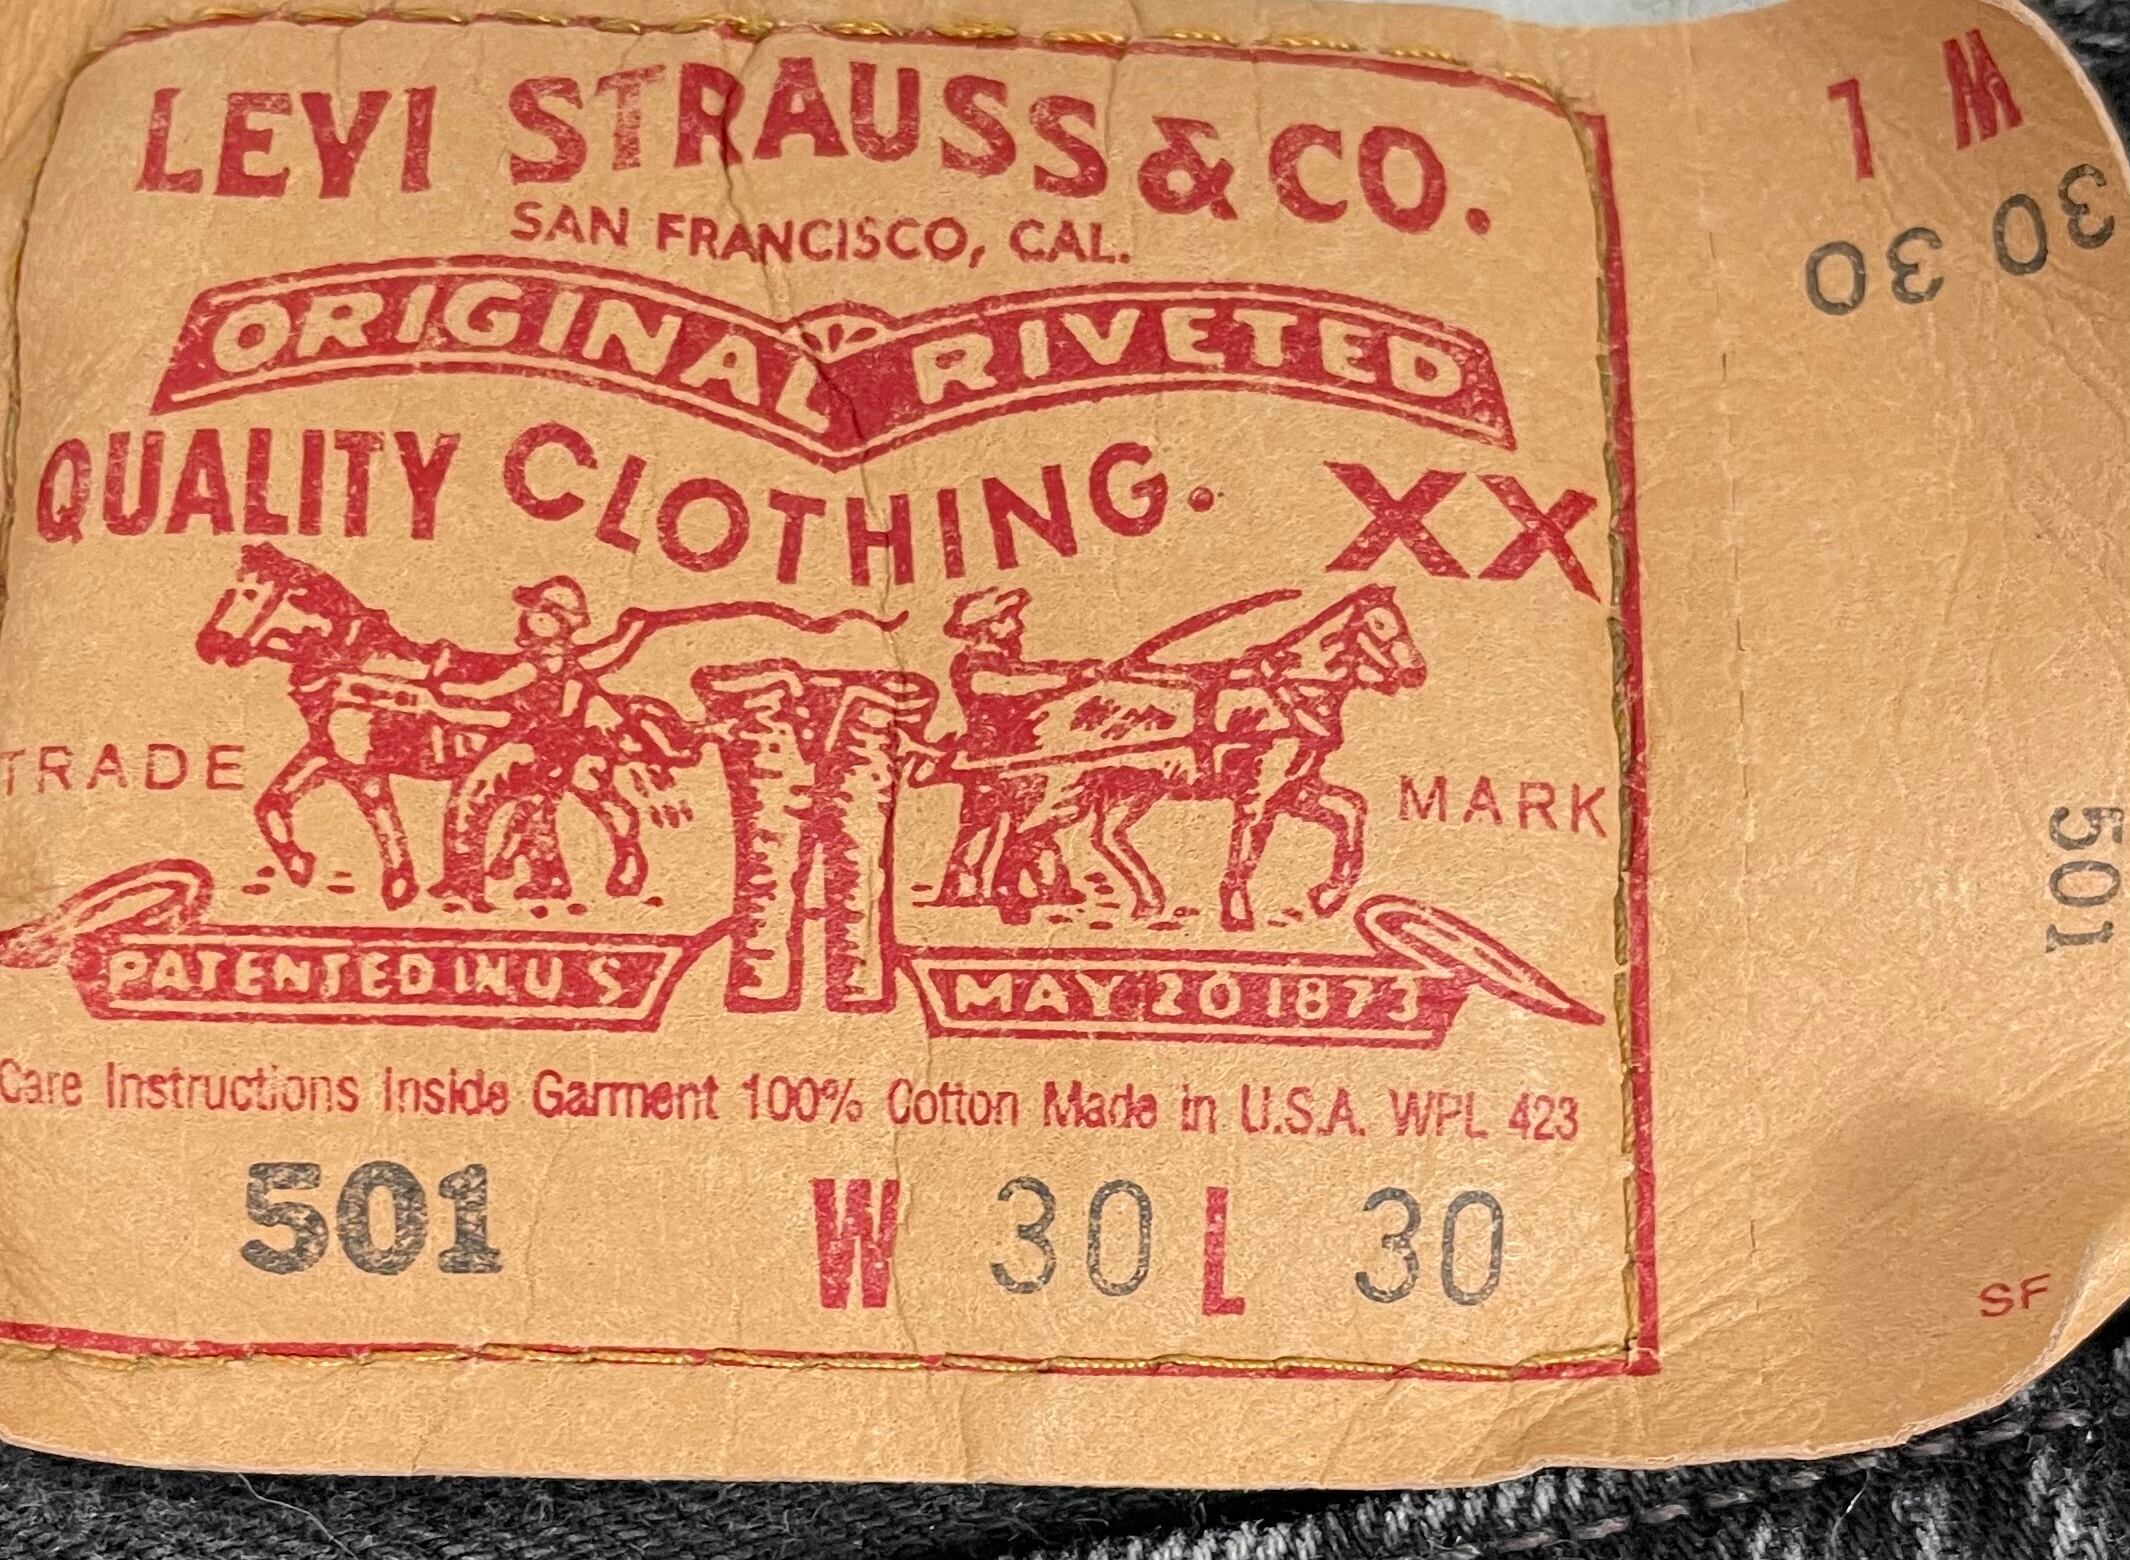 LEVI STRAUSS & CO.
SAN FRANCISCO, CAL.
ORIGINAL RIVETED
QUALITY CLOTHING. XX
TRADE MARK
PATENTED IN U S MAY 20 1873
Care Instructions Inside Garment 100% Cotton Made in U.S.A. WPL 423
501 W 30 L 30
W L
30 30
501
SF